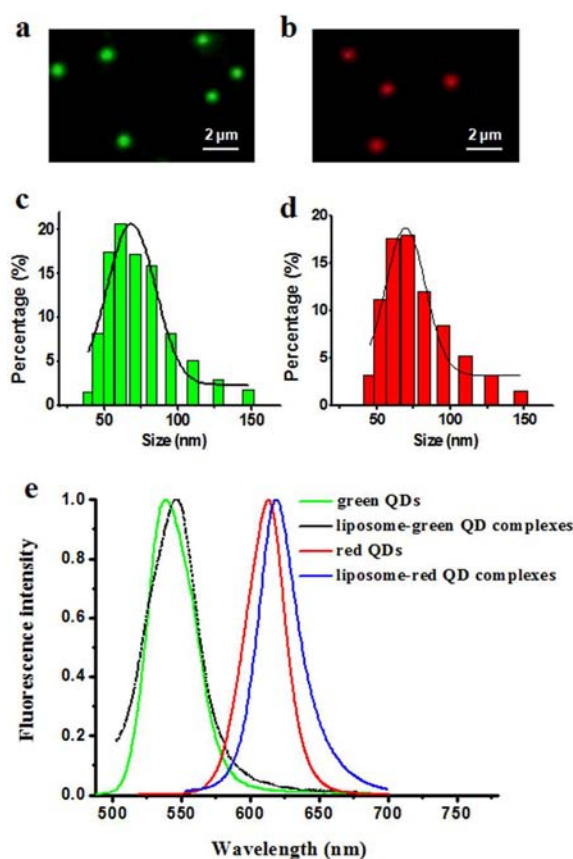 a
2 μm
b
2 μm
c
Percentage (%)
20
15
10
5
0
50
100
150
Size (nm)
d
Percentage (%)
20
15
10
5
0
50
100
150
Size (nm)
e
Fluorescence intensity
1.0
0.8
0.6
0.4
0.2
0.0
500
550
600
650
700
750
Wavelength (nm)
green QDs
liposome-green QD complexes
red QDs
liposome-red QD complexes